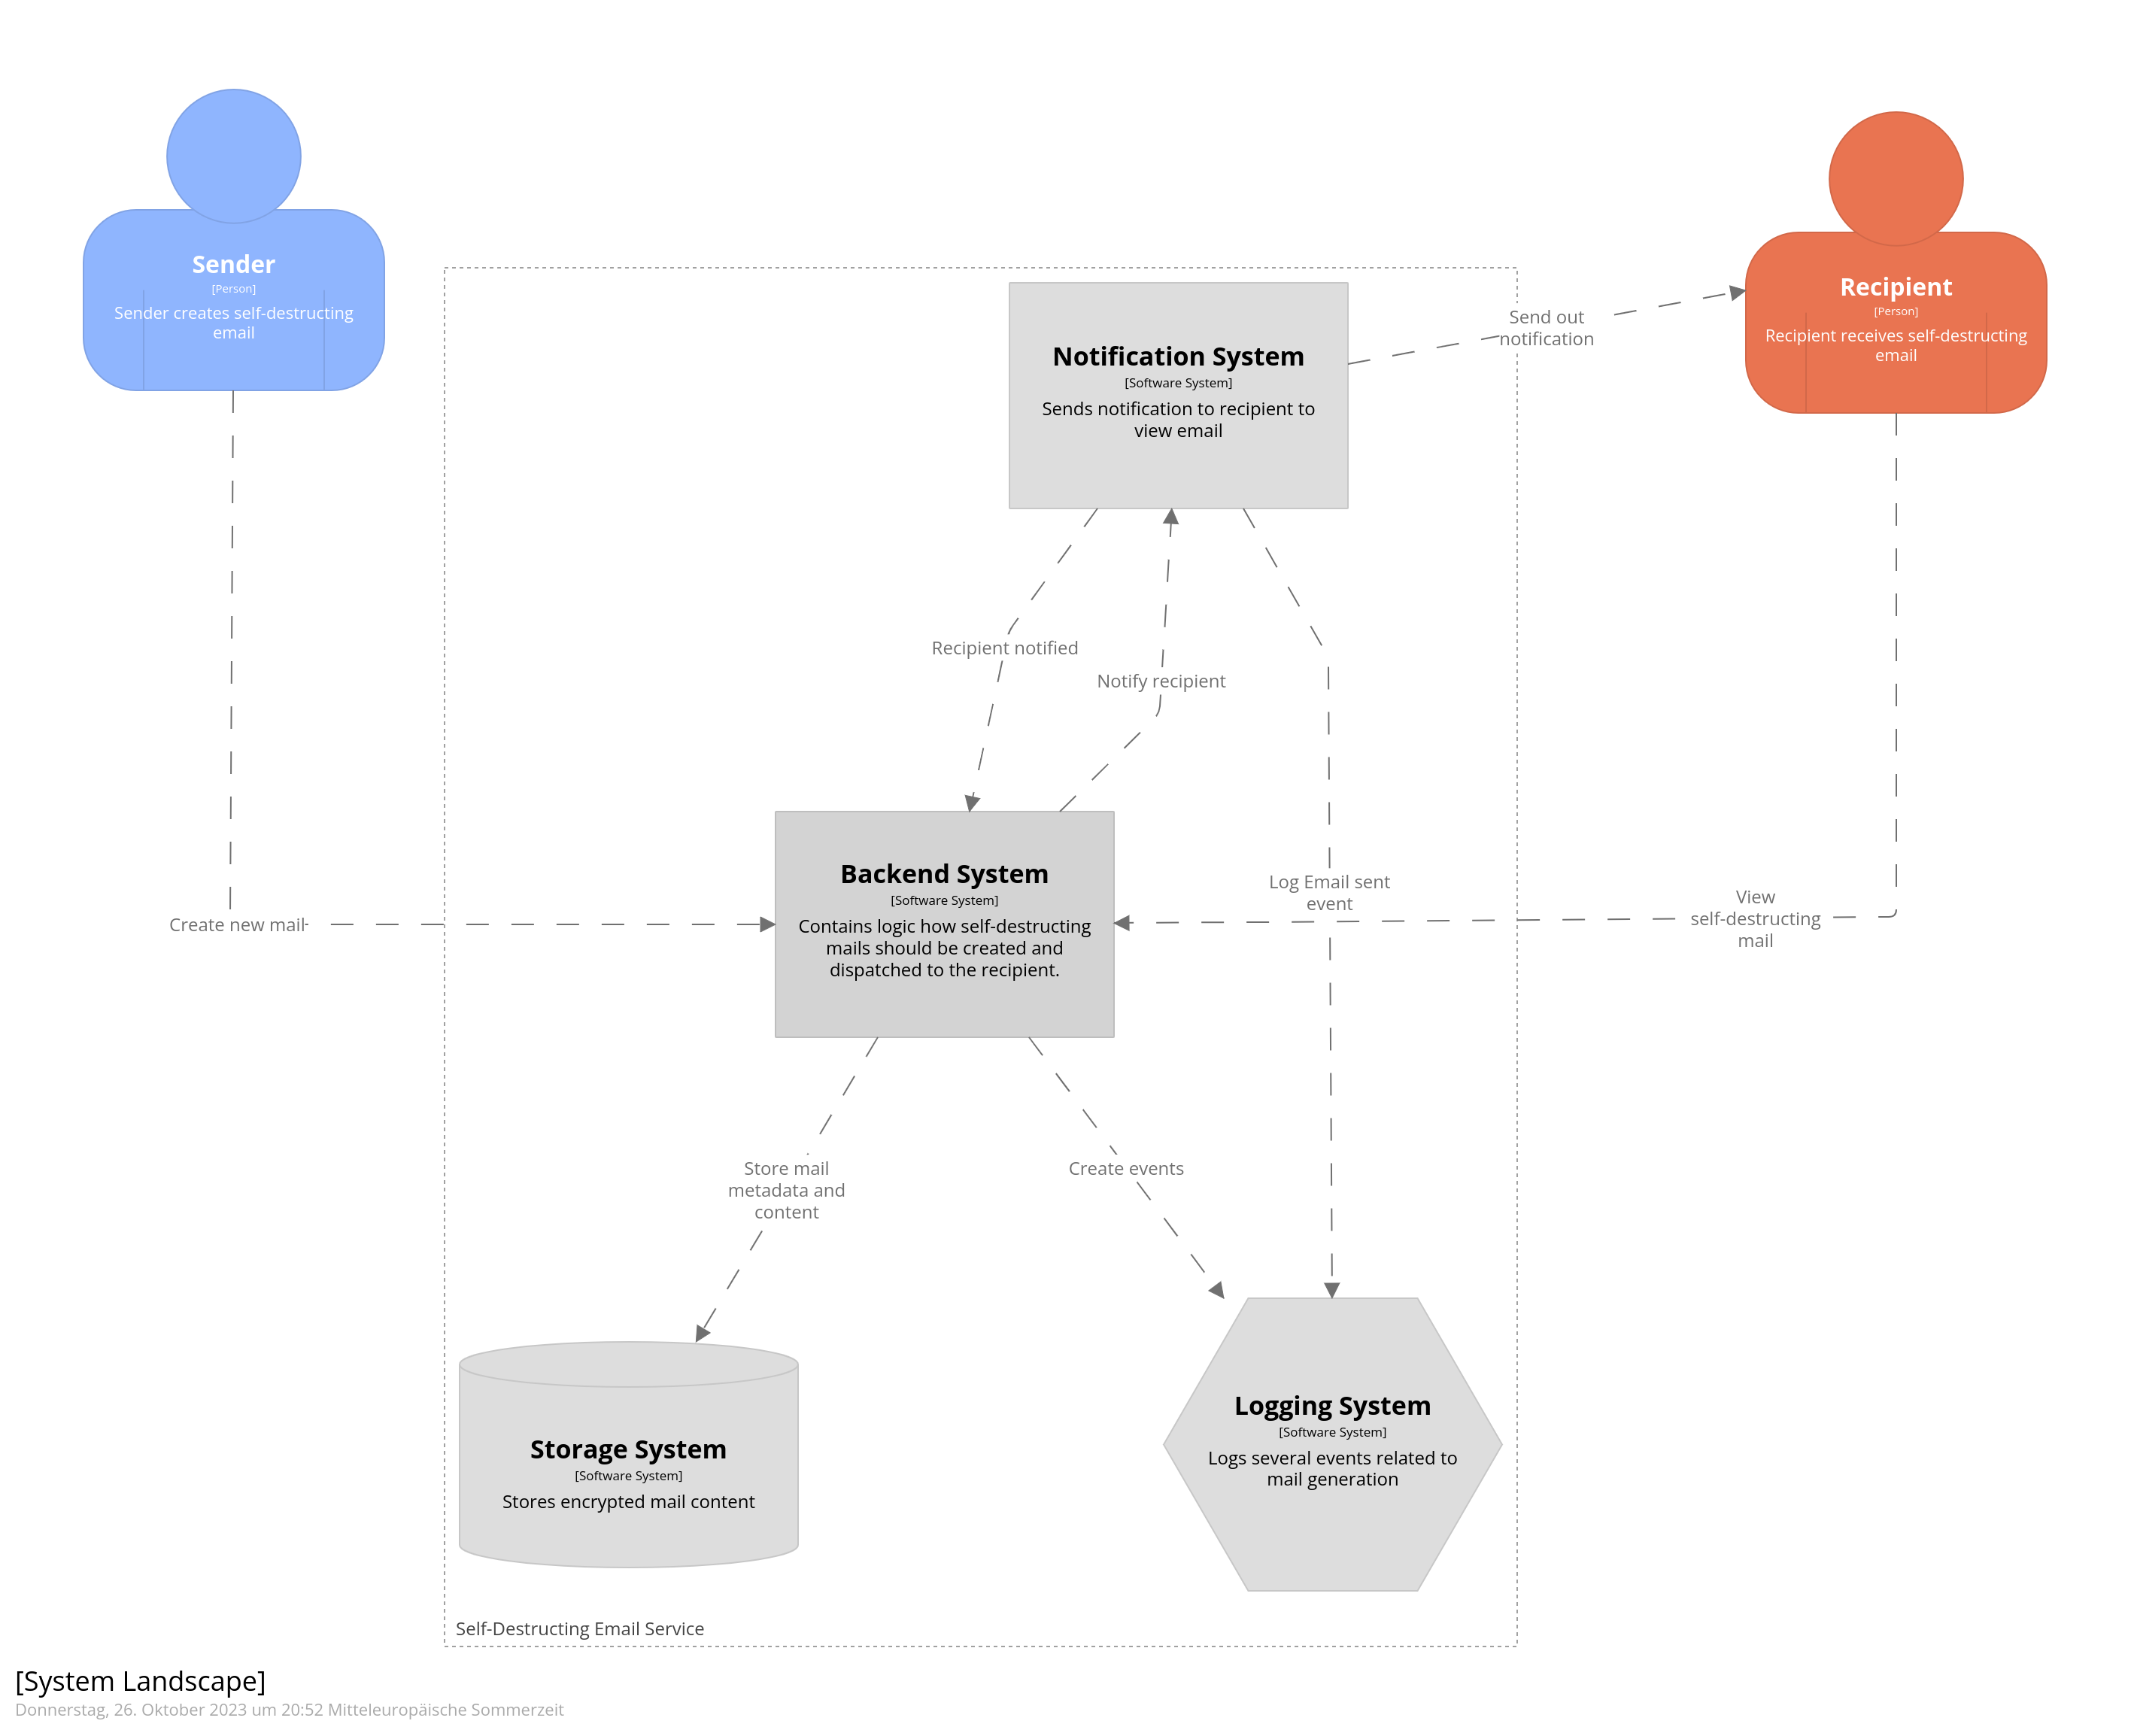 Sender
[Person]
Sender creates self-destructing
email
Recipient
[Person]
Recipient receives self-destructing
email
Send out
notification
Notification System
[Software System]
Sends notification to recipient to
view email
Recipient notified
Notify recipient
Backend System
[Software System]
Contains logic how self-destructing
mails should be created and
dispatched to the recipient.
Create new mail
Log Email sent
event
View
self-destructing
mail
Store mail
metadata and
content
Create events
Storage System
[Software System]
Stores encrypted mail content
Logging System
[Software System]
Logs several events related to
mail generation
Self-Destructing Email Service
[System Landscape]
Donnerstag, 26. Oktober 2023 um 20:52 Mitteleuropäische Sommerzeit